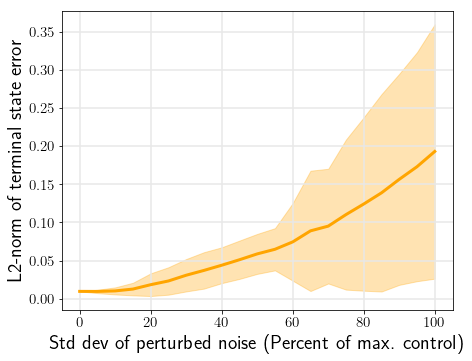 L2-norm of terminal state error
0.35
0.30
0.25
0.20
0.15
0.10
0.05
0.00
0 20 40 60 80 100
Std dev of perturbed noise (Percent of max. control)